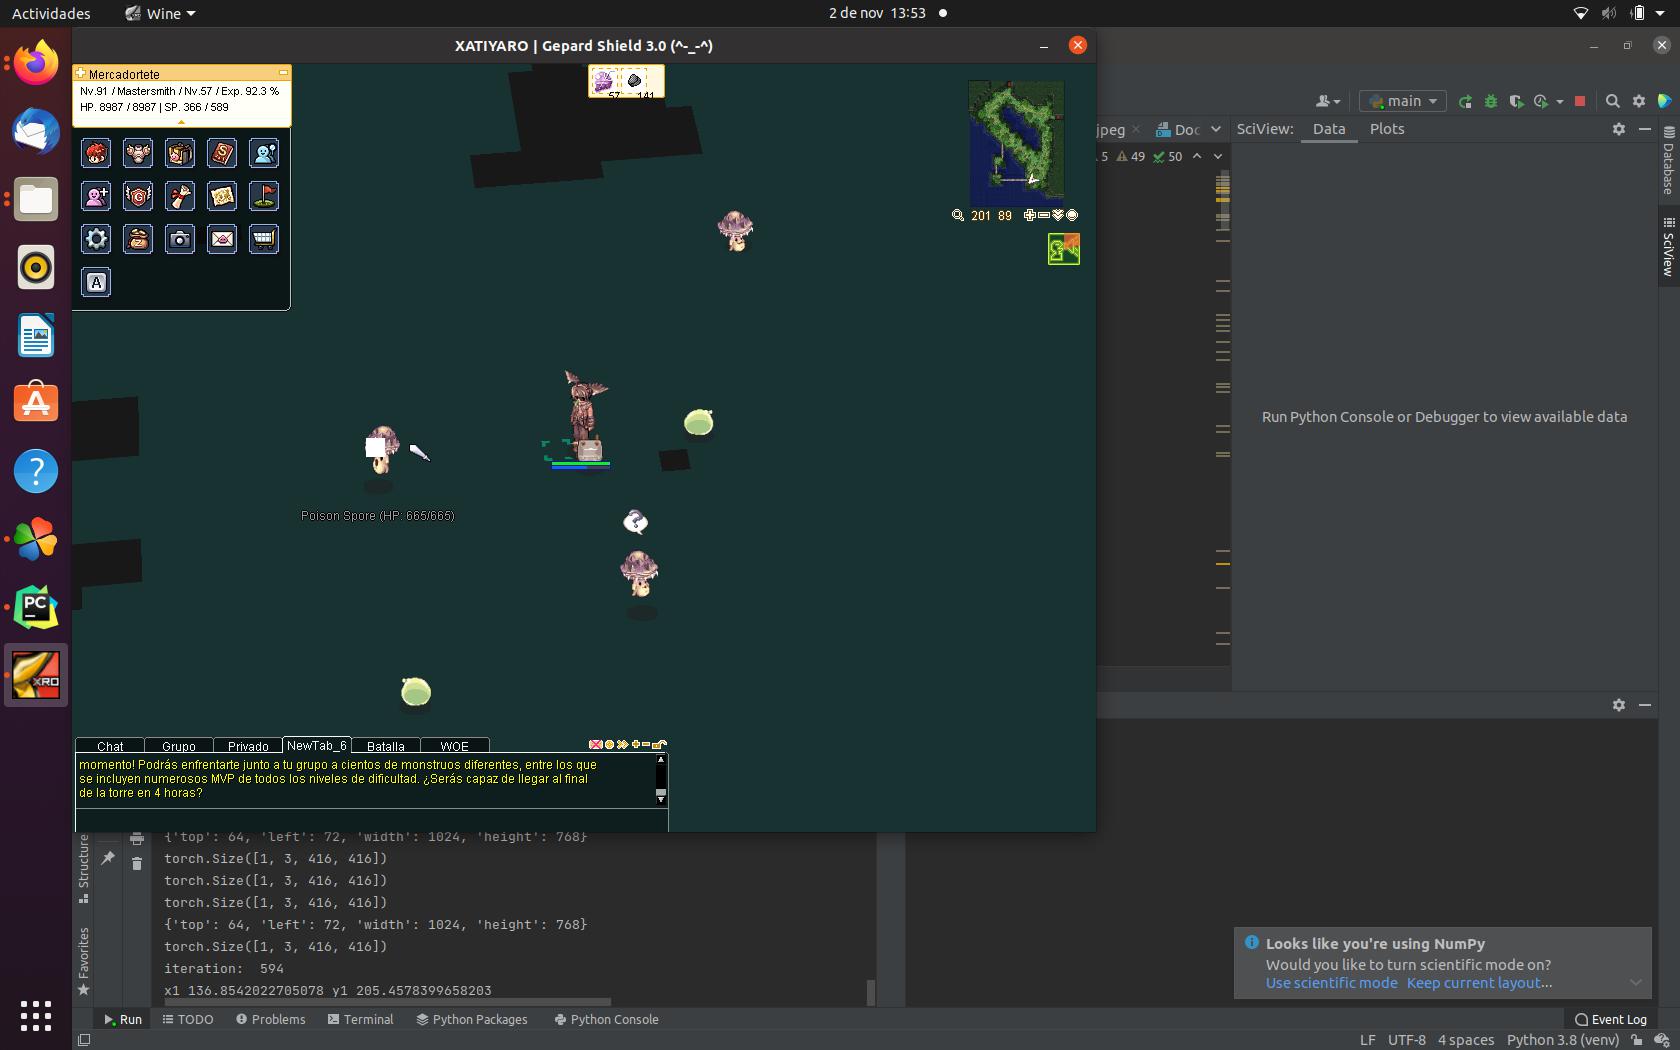 Actividades
Wine
2 de nov 13:53
XATIYARO | Gepard Shield 3.0 (^-_-^)
Mercadortete
Nv.91 / Mastersmith / Nv.57 / Exp. 92.3 %
HP. 8987 / 8987 | SP. 366 / 589
57
141
A
G
S
201 89
Poison Spore (HP: 665/665)
?
Chat
Grupo
Privado
NewTab_6
Batalla
WOE
momento! Podrás enfrentarte junto a tu grupo a cientos de monstruos diferentes, entre los que
se incluyen numerosos MVP de todos los niveles de dificultad. ¿Serás capaz de llegar al final
de la torre en 4 horas?
main
jpeg
Doc
SciView:
Data
Plots
5
49
50
Database
SciView
Run Python Console or Debugger to view available data
PC
XRO
{'top': 64, 'left': 72, 'width': 1024, 'height': 768}
torch.Size([1, 3, 416, 416])
torch.Size([1, 3, 416, 416])
torch.Size([1, 3, 416, 416])
{'top': 64, 'left': 72, 'width': 1024, 'height': 768}
torch.Size([1, 3, 416, 416])
iteration:  594
x1 136.8542022705078 y1 205.4578399658203
Structure
Favorites
Looks like you're using NumPy
Would you like to turn scientific mode on?
Use scientific mode Keep current layout...
Run
TODO
Problems
Terminal
Python Packages
Python Console
Event Log
LF UTF-8 4 spaces Python 3.8 (venv)